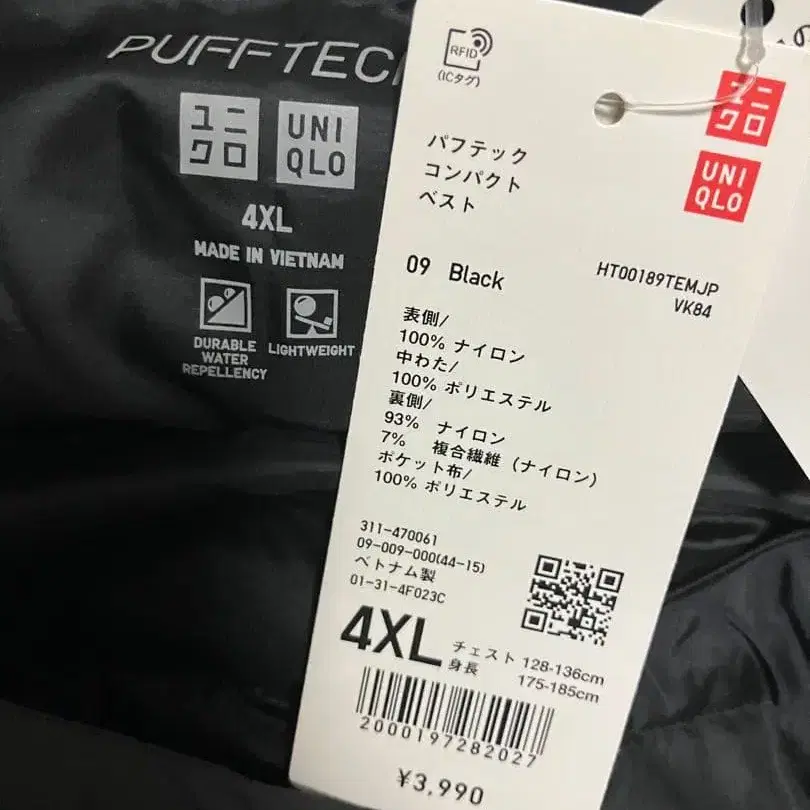 PUFFTEC
ユニ
クロ
UNI
QLO
4XL
MADE IN VIETNAM
DURABLE
WATER
REPELLENCY
LIGHTWEIGHT
RFID
(ICタグ)
ユニ
クロ
UNI
QLO
パフテック
コンパクト
ベスト
09 Black
HT00189TEMJP
VK84
表側/
100% ナイロン
中わた/
100% ポリエステル
裏側/
93% ナイロン
7% 複合繊維 (ナイロン)
ポケット布/
100% ポリエステル
311-470061
09-009-000(44-15)
ベトナム製
01-31-4F023C
4XL
チェスト 128-136cm
身長 175-185cm
2000197282027
¥3,990